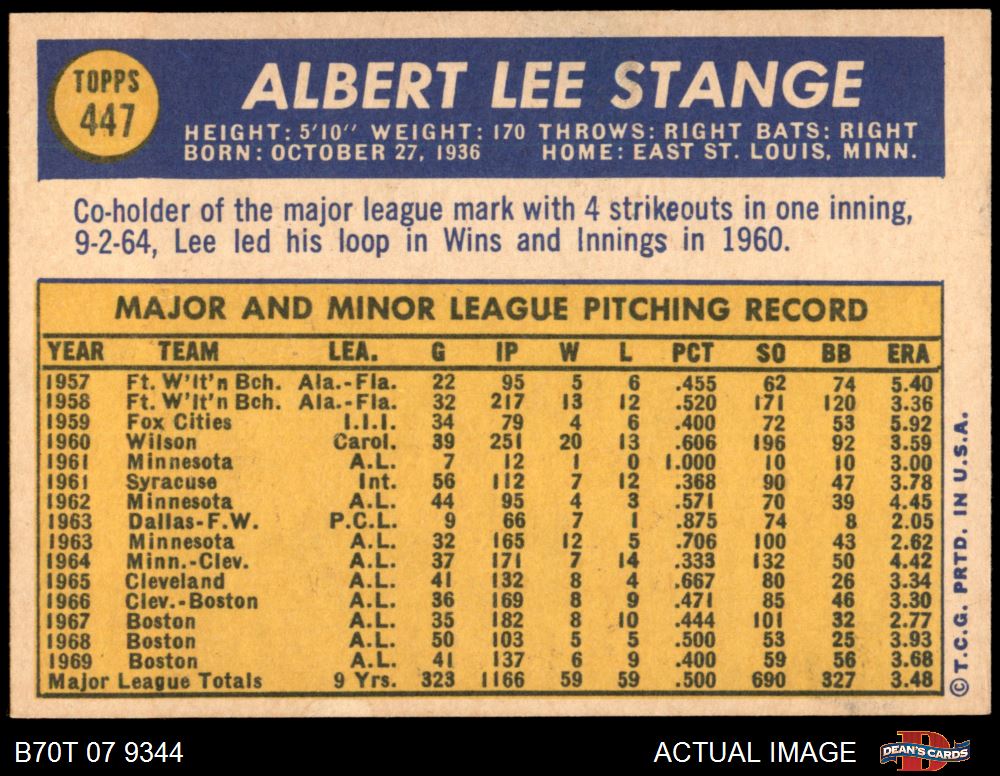 TOPPS
447
ALBERT LEE STANGE
HEIGHT: 5'10" WEIGHT: 170 THROWS: RIGHT BATS: RIGHT
BORN: OCTOBER 27, 1936 HOME: EAST ST. LOUIS, MINN.
Co-holder of the major league mark with 4 strikeouts in one inning,
9-2-64, Lee led his loop in Wins and Innings in 1960.
MAJOR AND MINOR LEAGUE PITCHING RECORD
YEAR TEAM LEA. G IP W L PCT SO BB ERA
1957 Ft. W'lt'n Bch. Ala.-Fla. 22 95 5 6 .455 62 74 5.40
1958 Ft. W'lt'n Bch. Ala.-Fla. 32 217 13 12 .520 171 120 3.36
1959 Fox Cities I.I.I. 34 79 4 6 .400 72 53 5.92
1960 Wilson Carol. 39 251 20 13 .606 196 92 3.59
1961 Minnesota A.L. 7 12 1 0 1.000 10 10 3.00
1961 Syracuse Int. 56 112 7 12 .368 90 47 3.78
1962 Minnesota A.L. 44 95 4 3 .571 70 39 4.45
1963 Dallas-F.W. P.C.L. 9 66 7 1 .875 74 8 2.05
1963 Minnesota A.L. 32 165 12 5 .706 100 43 2.62
1964 Minn.-Clev. A.L. 37 171 7 14 .333 132 50 4.42
1965 Cleveland A.L. 41 132 8 4 .667 80 26 3.34
1966 Clev.-Boston A.L. 36 169 8 9 .471 85 46 3.30
1967 Boston A.L. 35 182 8 10 .444 101 32 2.77
1968 Boston A.L. 50 103 5 5 .500 53 25 3.93
1969 Boston A.L. 41 137 6 9 .400 59 56 3.68
Major League Totals 9 Yrs. 323 1166 59 59 .500 690 327 3.48
© T.C.G. PRTD. IN U.S.A.
B70T 07 9344 ACTUAL IMAGE
D
DEAN'S CARDS